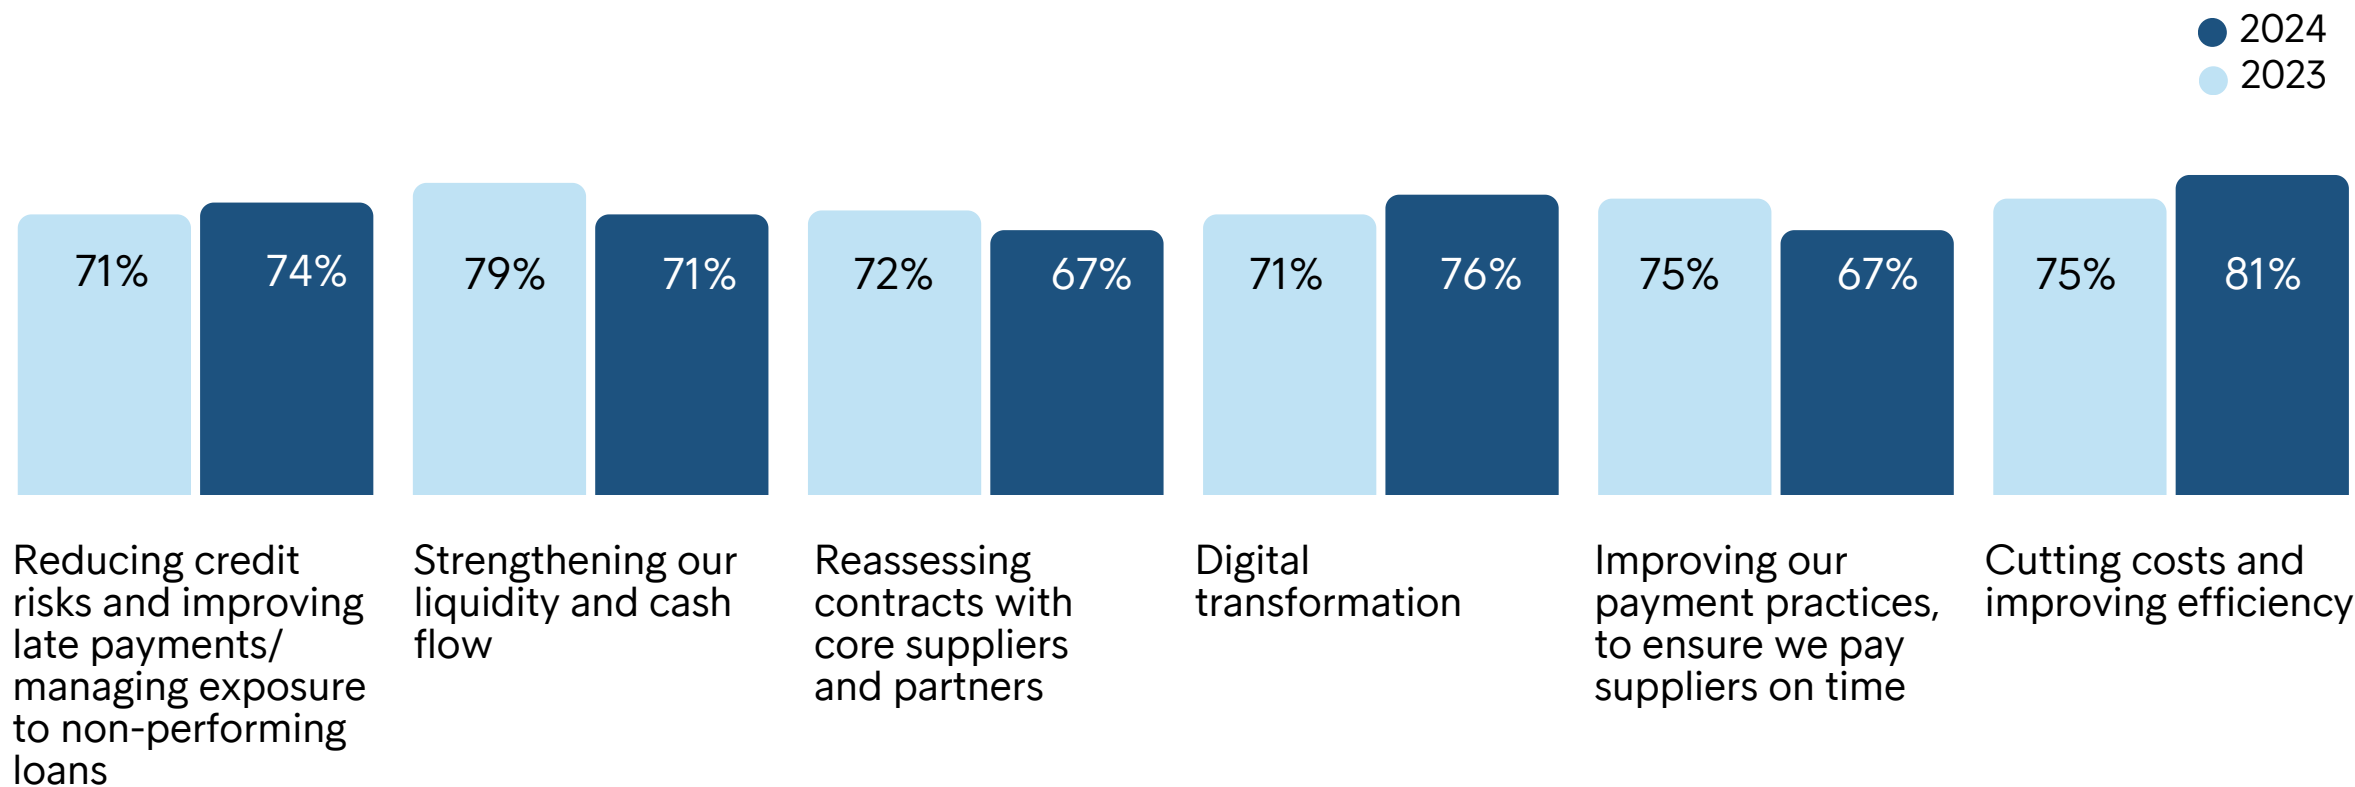 2024
2023
71%
74%
79%
71%
72%
67%
71%
76%
75%
67%
75%
81%
Reducing credit
risks and improving
late payments/
managing exposure
to non-performing
loans
Strengthening our
liquidity and cash
flow
Reassessing
contracts with
core suppliers
and partners
Digital
transformation
Improving our
payment practices,
to ensure we pay
suppliers on time
Cutting costs and
improving efficiency